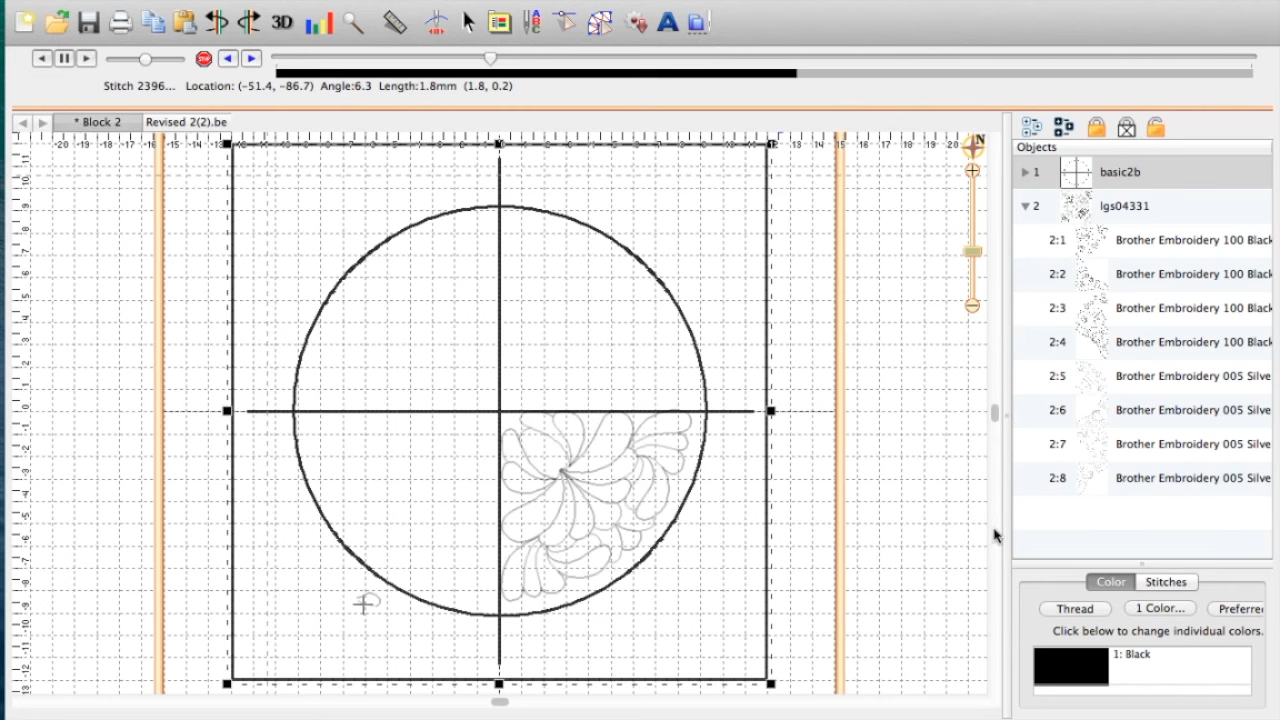 3D
A
B
C
A
Stitch 2396... Location: (-51.4, -86.7) Angle:6.3 Length:1.8mm (1.8, 0.2)
* Block 2
Revised 2(2).be
N
Objects
1 basic2b
2 lgs04331
2:1 Brother Embroidery 100 Black
2:2 Brother Embroidery 100 Black
2:3 Brother Embroidery 100 Black
2:4 Brother Embroidery 100 Black
2:5 Brother Embroidery 005 Silve
2:6 Brother Embroidery 005 Silve
2:7 Brother Embroidery 005 Silve
2:8 Brother Embroidery 005 Silve
Color Stitches
Thread 1 Color... Preferre
Click below to change individual colors.
1: Black